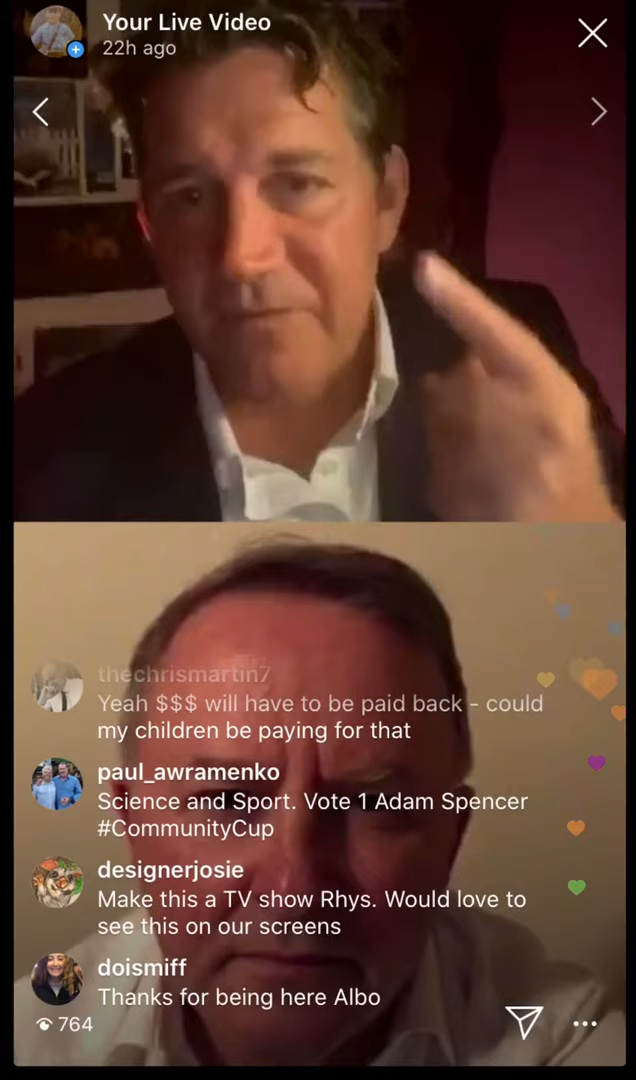 Your Live Video
22h ago
thechrismartin7
Yeah $$$ will have to be paid back - could
my children be paying for that
paul_awramenko
Science and Sport. Vote 1 Adam Spencer
#CommunityCup
designerjosie
Make this a TV show Rhys. Would love to
see this on our screens
doismiff
Thanks for being here Albo
764